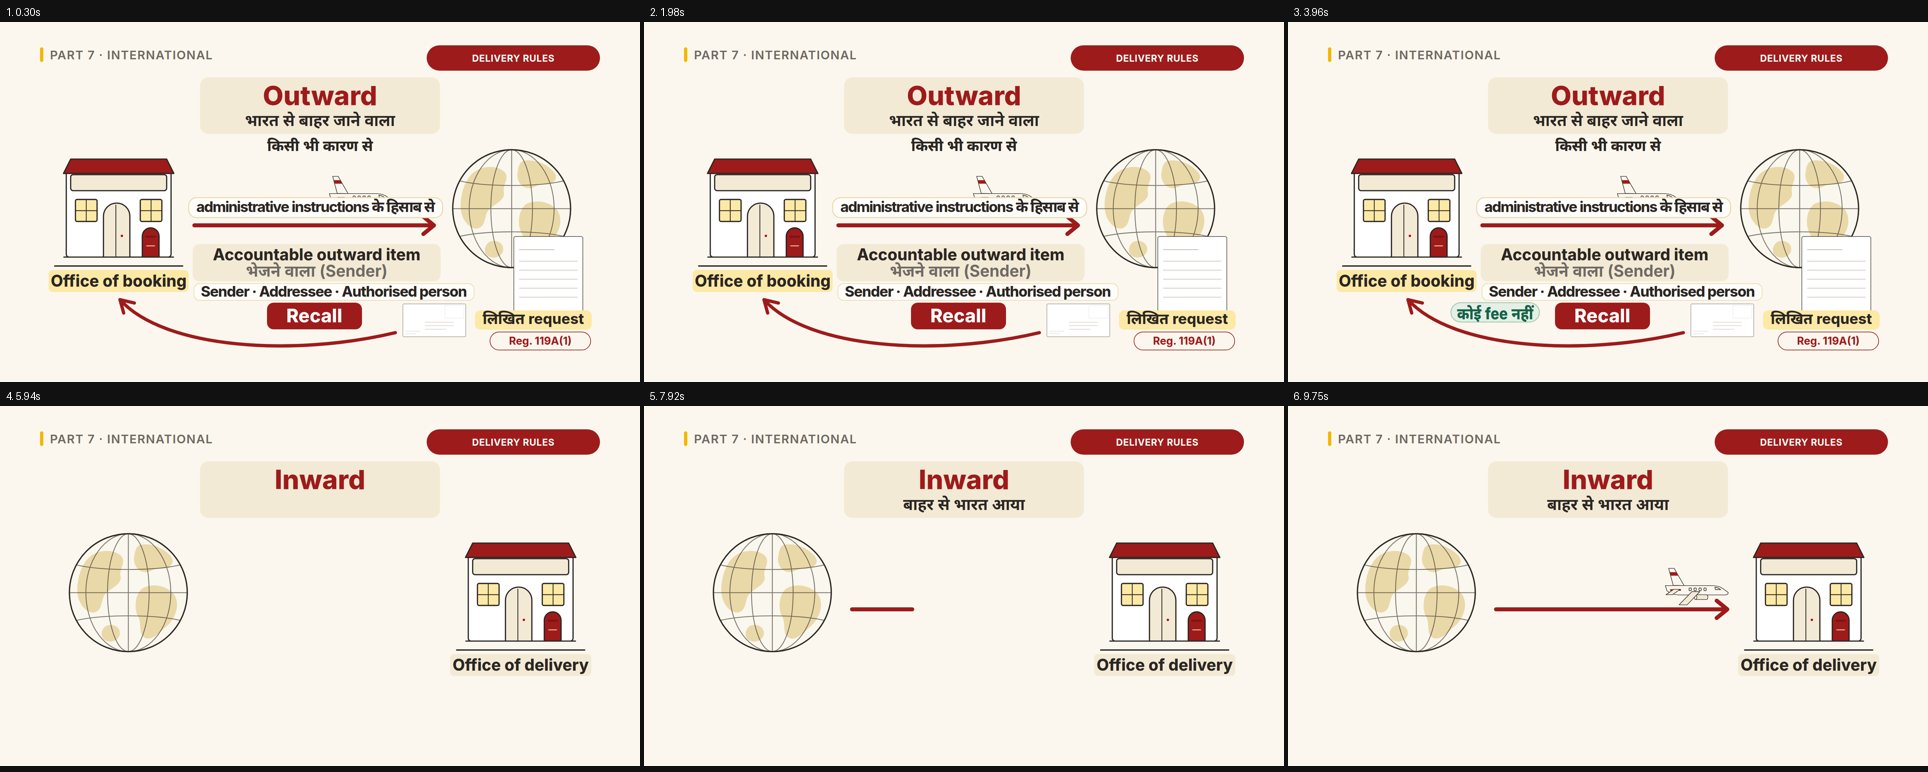 1. 0.30s
PART 7 · INTERNATIONAL
DELIVERY RULES
Outward
भारत से बाहर जाने वाला
किसी भी कारण से
administrative instructions के हिसाब से
Accountable outward item
भेजने वाला (Sender)
Office of booking
Sender · Addressee · Authorised person
Recall
लिखित request
Reg. 119A(1)
2. 1.98s
PART 7 · INTERNATIONAL
DELIVERY RULES
Outward
भारत से बाहर जाने वाला
किसी भी कारण से
administrative instructions के हिसाब से
Accountable outward item
भेजने वाला (Sender)
Office of booking
Sender · Addressee · Authorised person
Recall
लिखित request
Reg. 119A(1)
3. 3.96s
PART 7 · INTERNATIONAL
DELIVERY RULES
Outward
भारत से बाहर जाने वाला
किसी भी कारण से
administrative instructions के हिसाब से
Accountable outward item
भेजने वाला (Sender)
Office of booking
Sender · Addressee · Authorised person
कोई fee नहीं
Recall
लिखित request
Reg. 119A(1)
4. 5.94s
PART 7 · INTERNATIONAL
DELIVERY RULES
Inward
Office of delivery
5. 7.92s
PART 7 · INTERNATIONAL
DELIVERY RULES
Inward
बाहर से भारत आया
Office of delivery
6. 9.75s
PART 7 · INTERNATIONAL
DELIVERY RULES
Inward
बाहर से भारत आया
Office of delivery